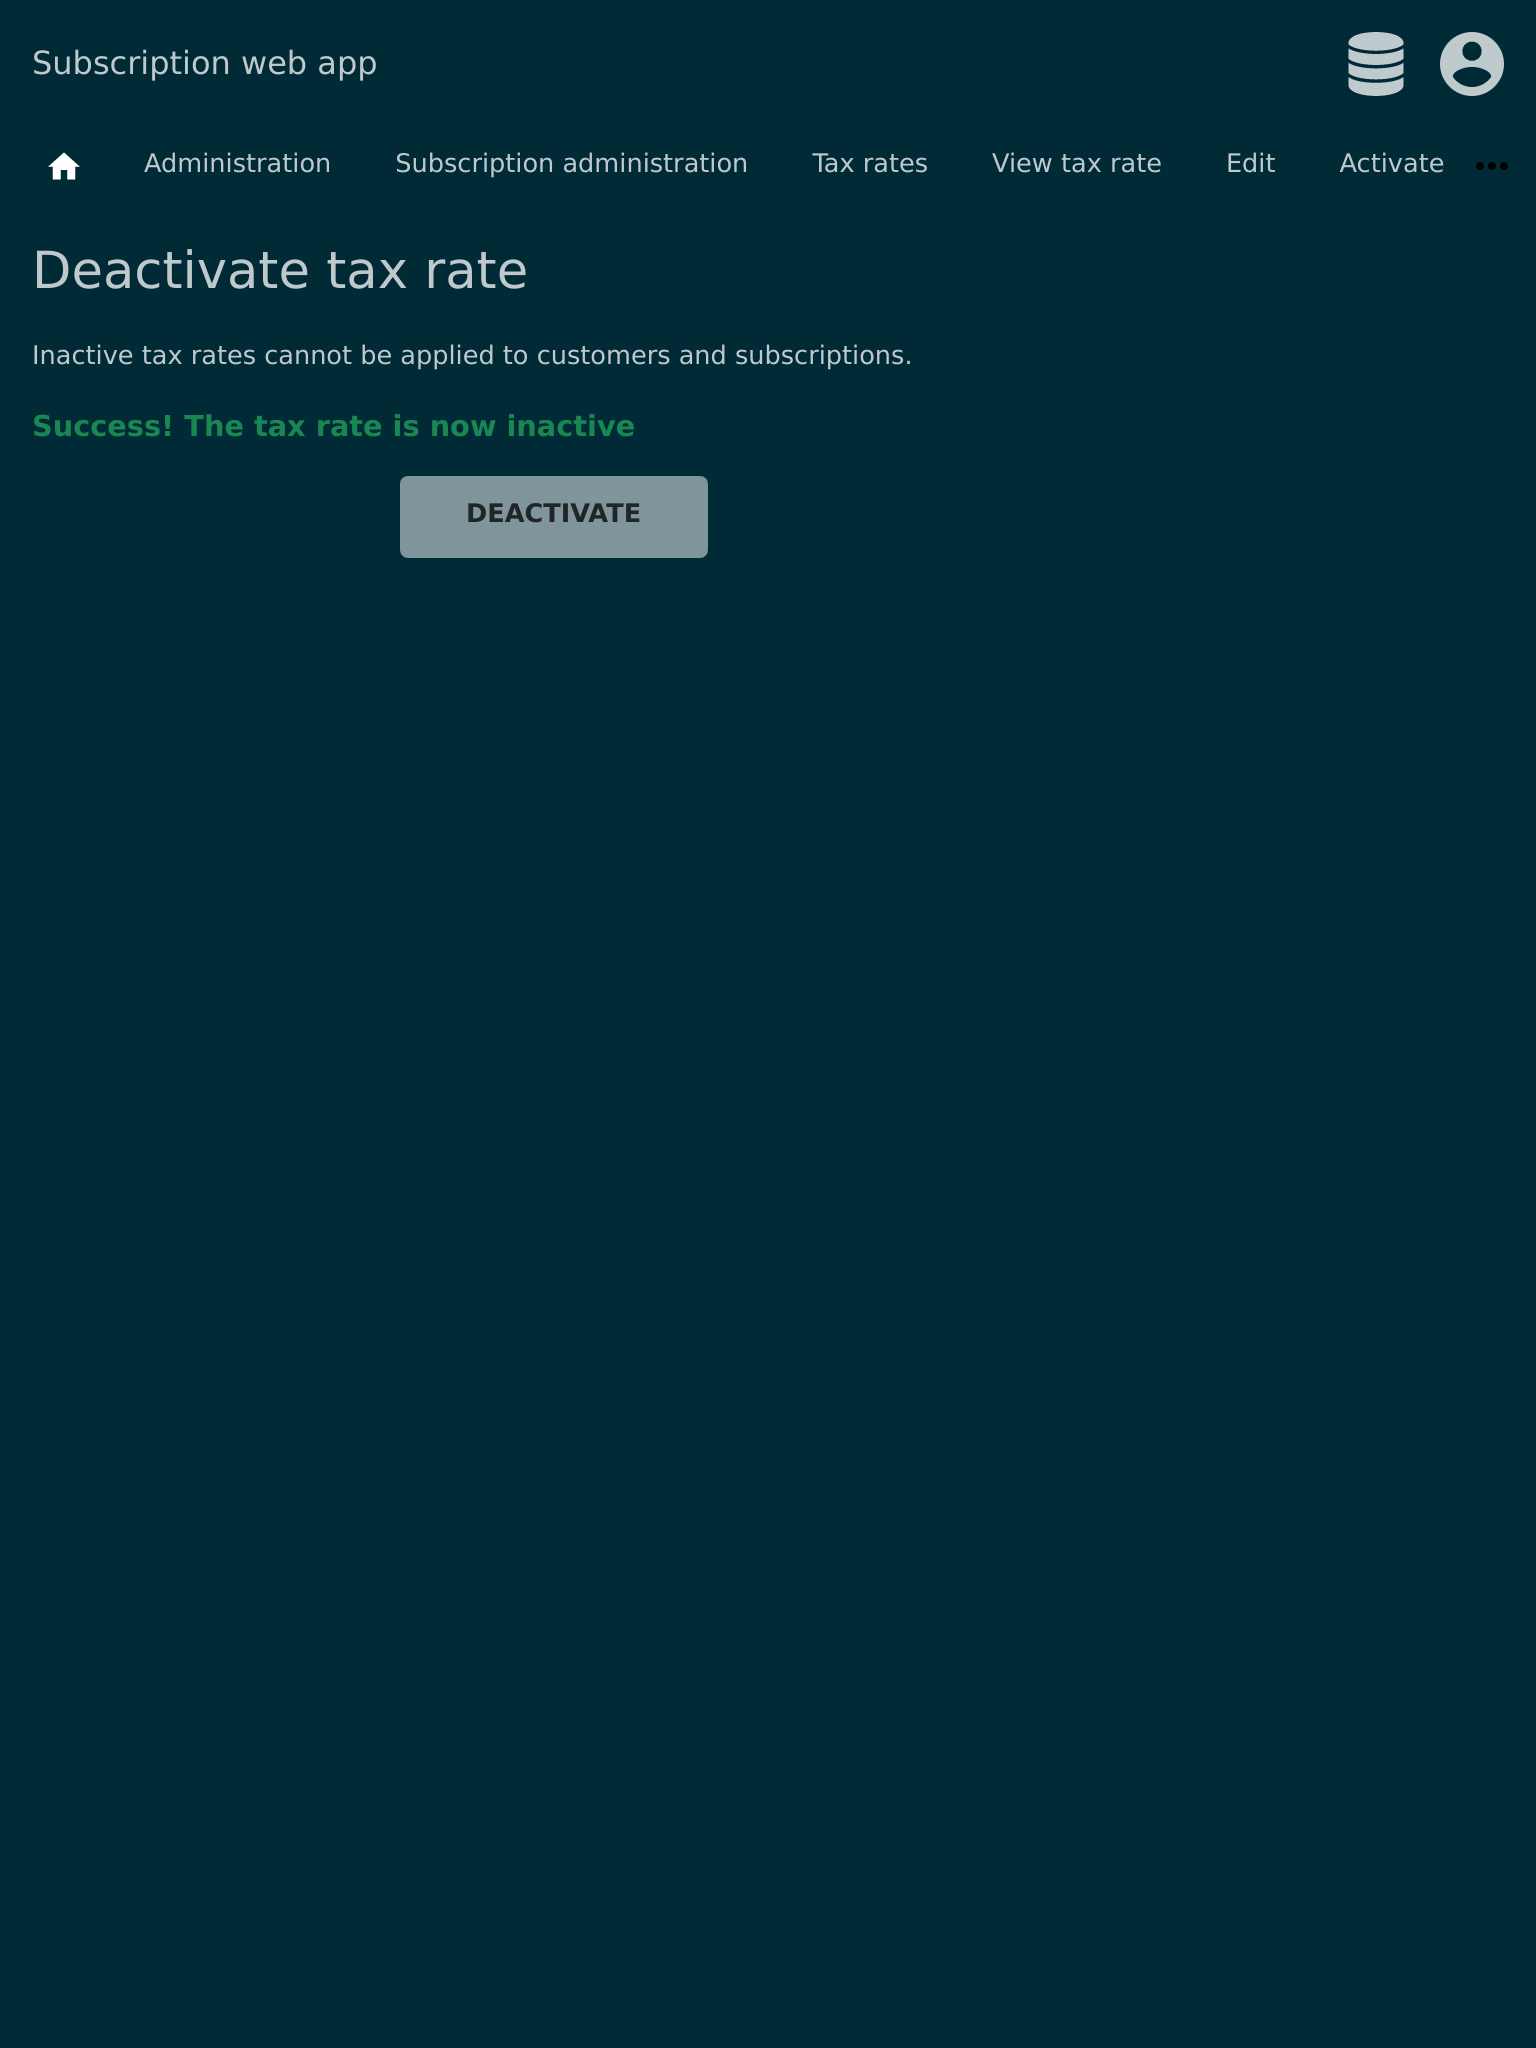 Subscription web app
Administration Subscription administration Tax rates View tax rate Edit Activate
Deactivate tax rate
Inactive tax rates cannot be applied to customers and subscriptions.
Success! The tax rate is now inactive
DEACTIVATE